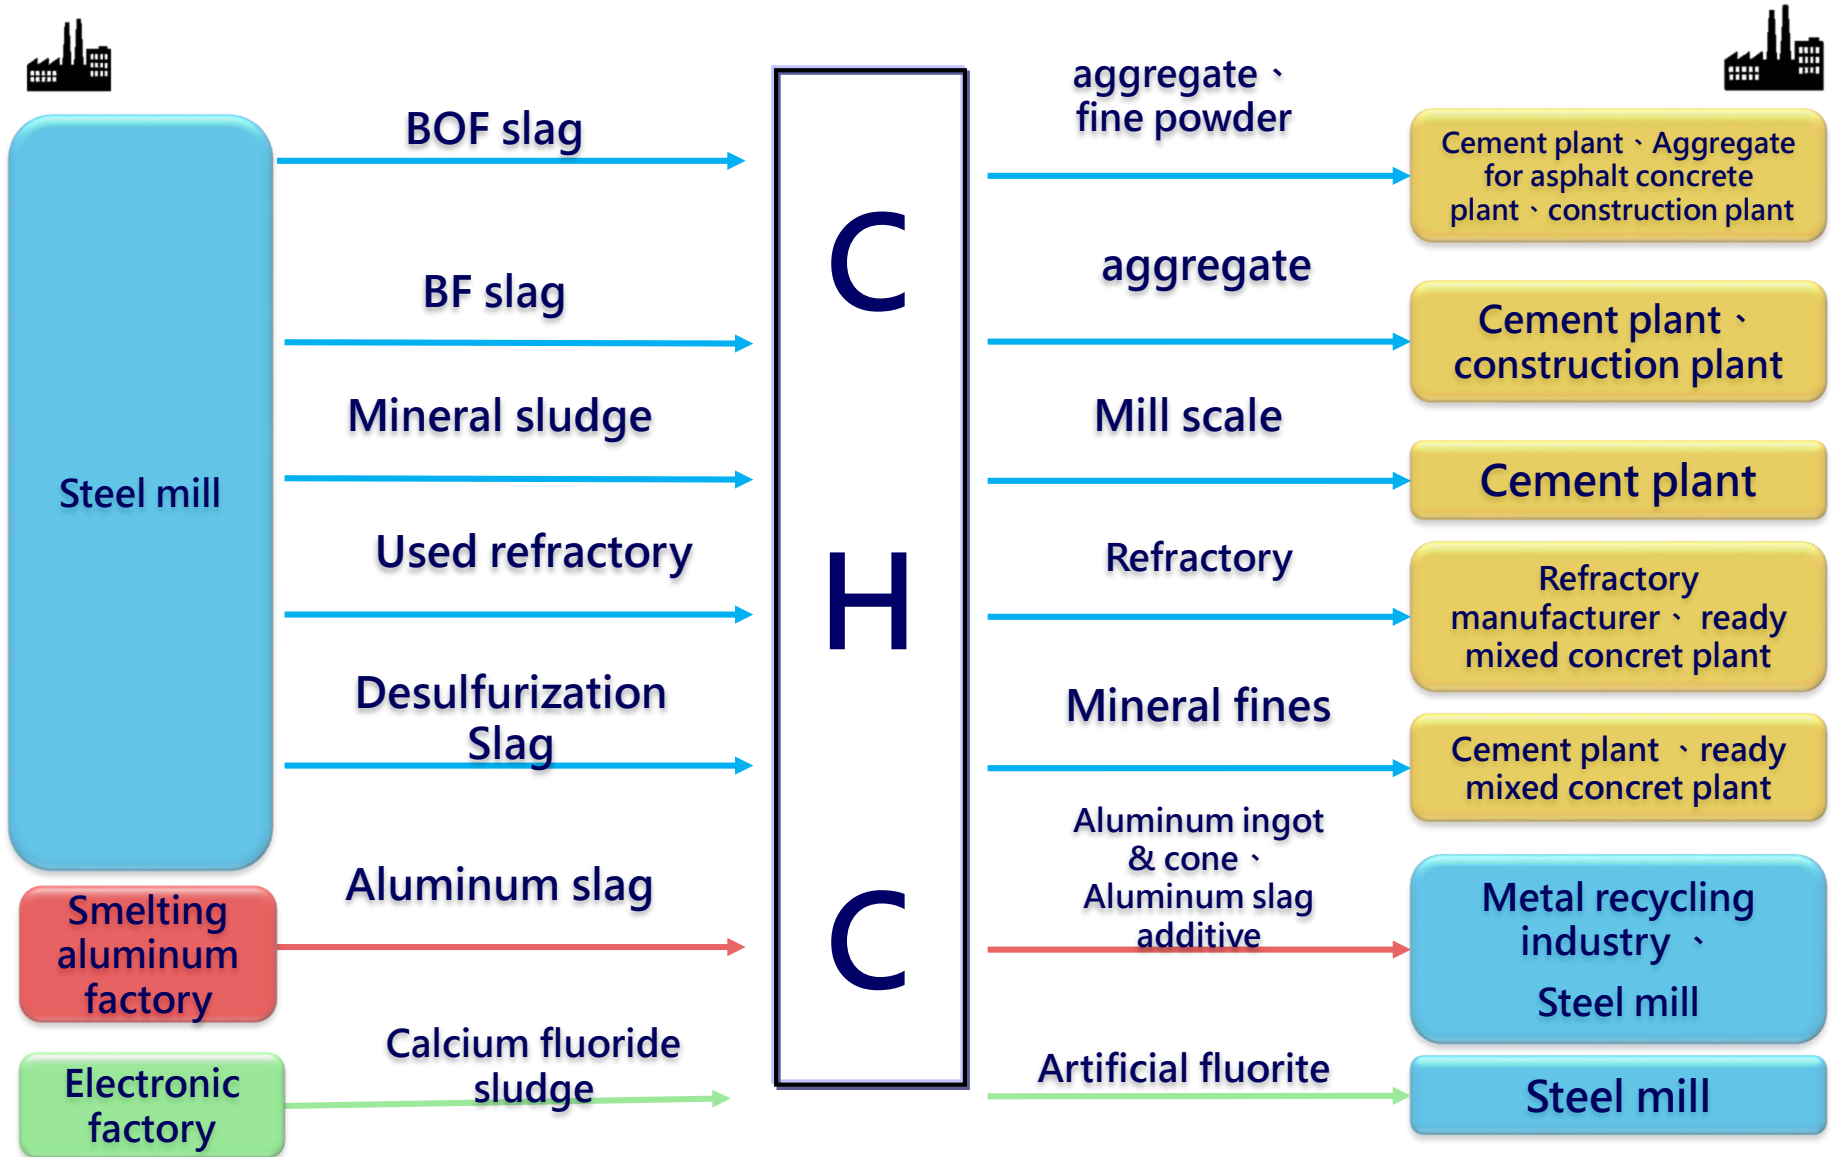 Steel mill
Smelting
aluminum
factory
Electronic
factory
BOF slag
BF slag
Mineral sludge
Used refractory
Desulfurization
Slag
Aluminum slag
Calcium fluoride
sludge
C
H
C
aggregate、
fine powder
aggregate
Mill scale
Refractory
Mineral fines
Aluminum ingot
& cone、
Aluminum slag
additive
Artificial fluorite
Cement plant、Aggregate
for asphalt concrete
plant、construction plant
Cement plant、
construction plant
Cement plant
Refractory
manufacturer、 ready
mixed concret plant
Cement plant 、ready
mixed concret plant
Metal recycling
industry 、
Steel mill
Steel mill